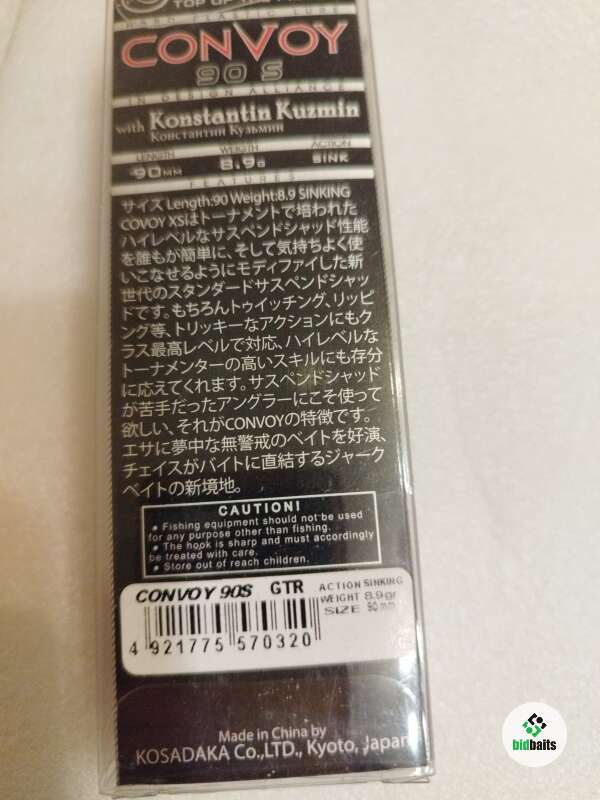 TOP OF THE
HARD PLASTIC LURE
CONVOY
90 S
IN DESIGN ALLIANCE
with Konstantin Kuzmin
Константин Кузьмин
LENGTH WEIGTH ACTION
90MM 8.9G SINK
FEATURES
サイズ Length:90 Weight:8.9 SINKING
COVOY XSはトーナメントで培われた
ハイレベルなサスペンドシャッド性能
を誰もが簡単に、そして気持ちよく使
いこなせるようにモディファイした新
世代のスタンダードサスペンドシャッ
ドです。もちろんトゥイッチング、リッピ
ング等、トリッキーなアクションにもク
ラス最高レベルで対応、ハイレベルな
トーナメンターの高いスキルにも存分
に応えてくれます。サスペンドシャッド
が苦手だったアングラーにこそ使って
欲しい、それがCONVOYの特徴です。
エサに夢中な無警戒のベイトを好演、
チェイスがバイトに直結するジャーク
ベイトの新境地。
CAUTION!
• Fishing equipment should not be used
for any purpose other than fishing.
• The hook is sharp and must accordingly
be treated with care.
• Store out of reach children.
CONVOY 90S GTR ACTION SINKING
WEIGHT 8.9gr
SIZE 90 mm
4 921775 570320
Made in China by
KOSADAKA Co.,LTD., Kyoto, Japan
bidbaits